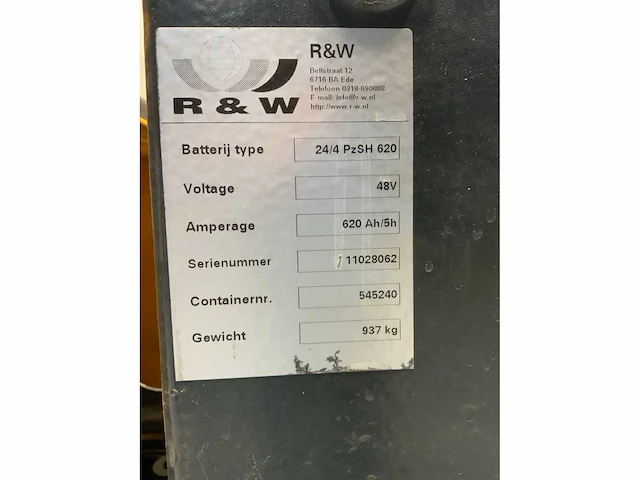 R & W
R&W
Bellstraat 12
6716 BA Ede
Telefoon 0318-690088
E-mail: info@r-w.nl
http://www.r-w.nl
Batterij type 24/4 PzSH 620
Voltage 48V
Amperage 620 Ah/5h
Serienummer 11028062
Containernr. 545240
Gewicht 937 kg